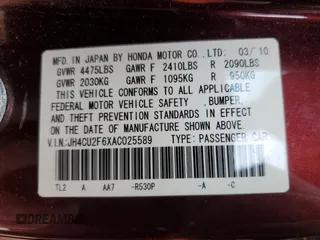 MFD. IN JAPAN BY HONDA MOTOR CO.,LTD. 03/10
GVWR 4475LBS GAWR F 2410LBS R 2090LBS
GVWR 2030KG GAWR F 1095KG R 950KG
THIS VEHICLE CONFORMS TO ALL APPLICABLE
FEDERAL MOTOR VEHICLE SAFETY ,BUMPER,
AND THEFT PREVENTION STANDARDS IN EFFECT
ON THE DATE OF MANUFACTURE SHOWN ABOVE.
V.I.N:JH4CU2F6XAC025589 TYPE: PASSENGER CAR
TL2 A AA7 -R530P -A -C